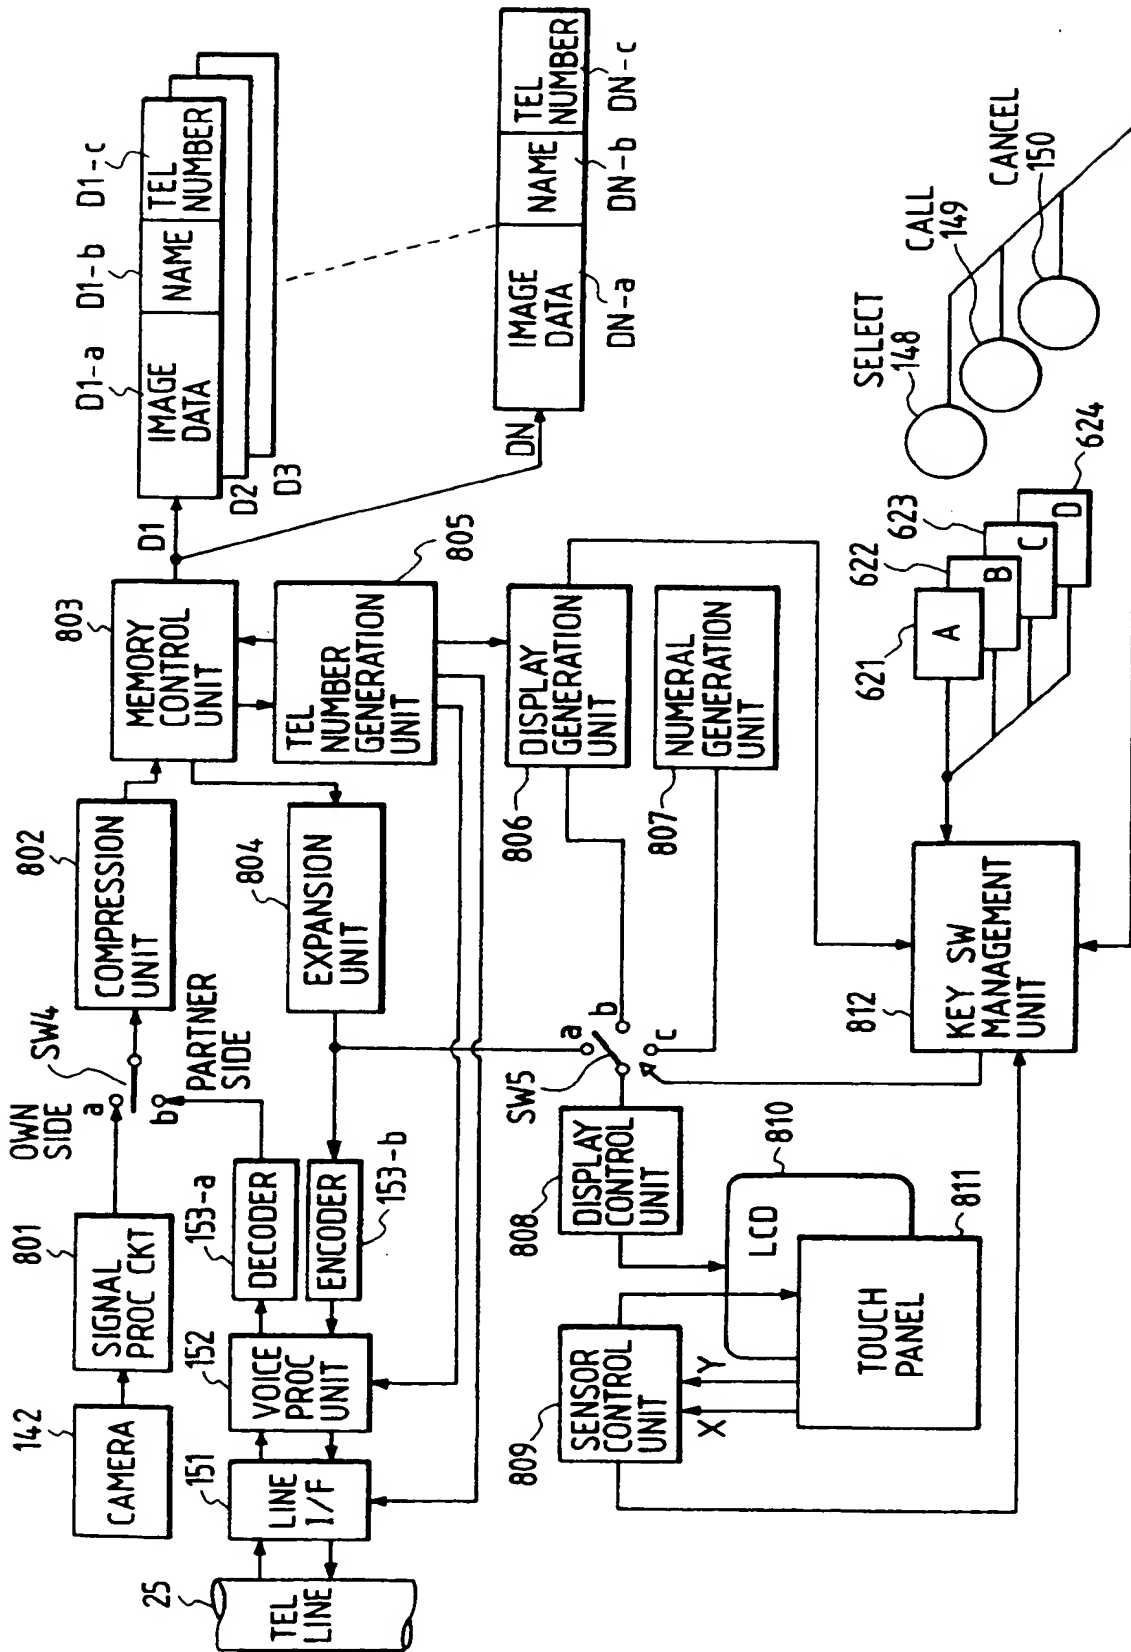 CAMERA
142
SIGNAL
PROC CKT
801
OWN
SIDE
a
SW4
b
PARTNER
SIDE
COMPRESSION
UNIT
802
MEMORY
CONTROL
UNIT
803
D1
IMAGE
DATA
D1-a
NAME
D1-b
TEL
NUMBER
D1-c
D2
D3
TEL
LINE
25
LINE
I/F
151
VOICE
PROC
UNIT
152
DECODER
153-a
ENCODER
153-b
EXPANSION
UNIT
804
TEL
NUMBER
GENERATION
UNIT
805
DN
IMAGE
DATA
DN-a
NAME
DN-b
TEL
NUMBER
DN-c
DISPLAY
GENERATION
UNIT
806
NUMERAL
GENERATION
UNIT
807
SW5
a
b
c
DISPLAY
CONTROL
UNIT
808
SENSOR
CONTROL
UNIT
809
X
Y
LCD
810
TOUCH
PANEL
811
KEY SW
MANAGEMENT
UNIT
812
A
621
B
622
C
623
D
624
SELECT
148
CALL
149
CANCEL
150